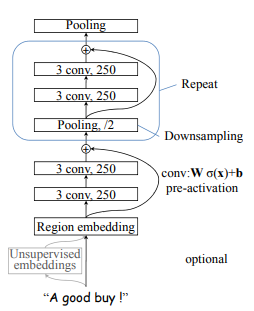 Pooling
3 conv, 250
3 conv, 250
Repeat
Pooling, /2
Downsampling
3 conv, 250
conv:W σ(x)+b
pre-activation
3 conv, 250
Region embedding
Unsupervised
embeddings
optional
“A good buy !”